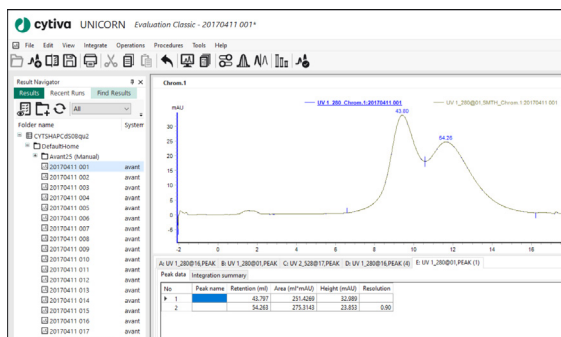 cytiva UNICORN Evaluation Classic - 20170411 001*
File Edit View Integrate Operations Procedures Tools Help
Result Navigator
Results Recent Runs Find Results
All
Folder name System
CYTSHAPCdS08qu2
DefaultHome
Avant25 (Manual)
20170411 001 avant
20170411 002 avant
20170411 003 avant
20170411 004 avant
20170411 005 avant
20170411 006 avant
20170411 007 avant
20170411 008 avant
20170411 009 avant
20170411 010 avant
20170411 011 avant
20170411 012 avant
20170411 013 avant
20170411 014 avant
20170411 015 avant
20170411 016 avant
20170411 017 avant
Chrom.1
UV 1_280_Chrom.1:20170411 001 UV 1_280@01,SMTH_Chrom.1:20170411 001
mAU
43.80
54.26
30
25
20
15
10
5
0
-5
-2 0 2 4 6 8 10 12 14 16
A: UV 1_280@16,PEAK B: UV 1_280@01,PEAK C: UV 2_528@17,PEAK D: UV 1_280@16,PEAK (4) E: UV 1_280@01,PEAK (1)
Peak data Integration summary
No Peak name Retention (ml) Area (ml*mAU) Height (mAU) Resolution
1 43.797 251.4269 32.989
2 54.263 275.3143 23.853 0.90